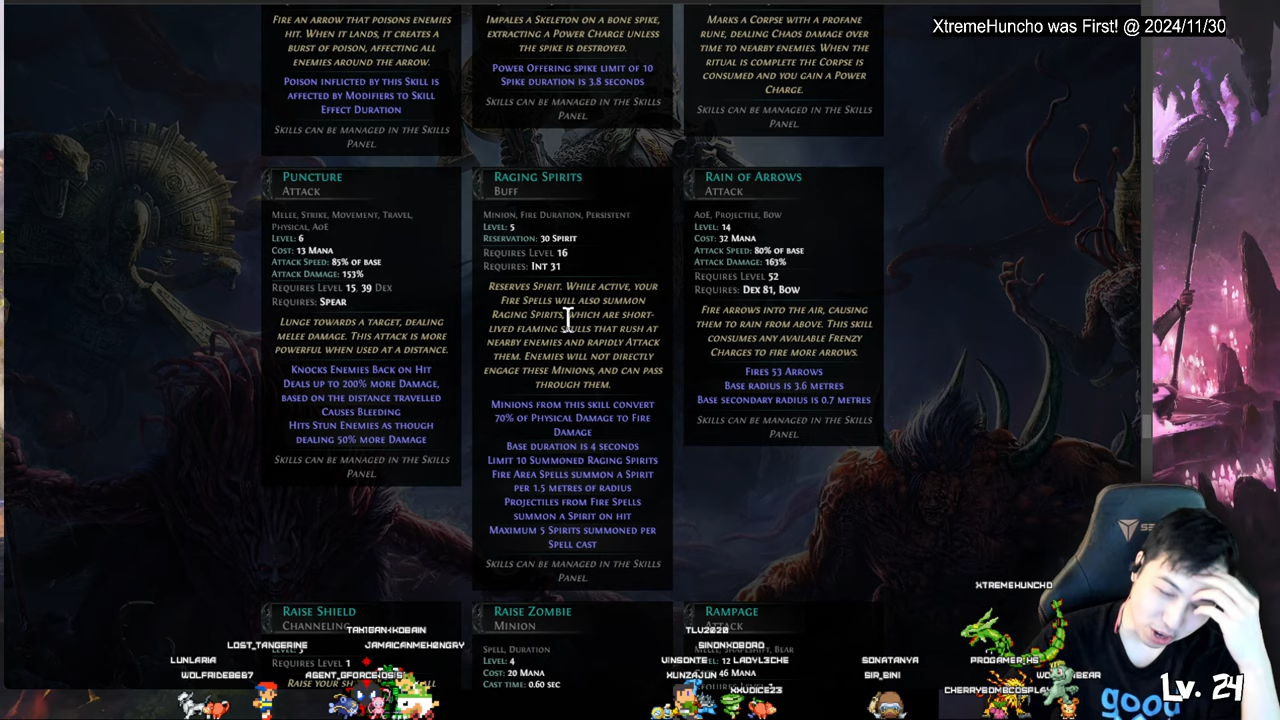 XtremeHuncho was First! @ 2024/11/30
Fire an arrow that poisons enemies
hit. When it lands, it creates a
burst of poison, affecting all
enemies around the arrow.
Poison inflicted by this Skill is
affected by Modifiers to Skill
Effect Duration
Skills can be managed in the Skills
Panel.
Impales a Skeleton on a bone spike,
extracting a Power Charge unless
the spike is destroyed.
Power Offering spike limit of 10
Spike duration is 3.8 seconds
Skills can be managed in the Skills
Panel.
Marks a Corpse with a profane
rune, dealing Chaos damage over
time to nearby enemies. When the
ritual is complete the Corpse is
consumed and you gain a Power
Charge.
Skills can be managed in the Skills
Panel.
Puncture
Attack
Melee, Strike, Movement, Travel,
Physical, AoE
Level: 6
Cost: 13 Mana
Attack Speed: 85% of base
Attack Damage: 153%
Requires Level 15, 39 Dex
Requires: Spear
Lunge towards a target, dealing
melee damage. This attack is more
powerful when used at a distance.
Knocks Enemies Back on Hit
Deals up to 200% more Damage,
based on the distance travelled
Causes Bleeding
Hits Stun Enemies as though
dealing 50% more Damage
Skills can be managed in the Skills
Panel.
Raging Spirits
Buff
Minion, Fire Duration, Persistent
Level: 5
Reservation: 30 Spirit
Requires Level 16
Requires: Int 31
Reserves Spirit. While active, your
Fire Spells will also summon
Raging Spirits, which are short-
lived flaming skulls that rush at
nearby enemies and rapidly Attack
them. Enemies will not directly
engage these Minions, and can pass
through them.
Minions from this skill convert
70% of Physical Damage to Fire
Damage
Base duration is 4 seconds
Limit 10 Summoned Raging Spirits
Fire Area Spells summon a Spirit
per 1.5 metres of radius
Projectiles from Fire Spells
summon a Spirit on hit
Maximum 5 Spirits summoned per
Spell cast
Skills can be managed in the Skills
Panel.
Rain of Arrows
Attack
AoE, Projectile, Bow
Level: 14
Cost: 32 Mana
Attack Speed: 80% of base
Attack Damage: 163%
Requires Level 52
Requires: Dex 81, Bow
Fire arrows into the air, causing
them to rain from above. This skill
consumes any available Frenzy
Charges to fire more arrows.
Fires 53 Arrows
Base radius is 3.6 metres
Base secondary radius is 0.7 metres
Skills can be managed in the Skills
Panel.
Raise Shield
Channeling
Requires Level 1
Raise Zombie
Minion
Spell, Duration
Level: 4
Cost: 20 Mana
Cast Time: 0.60 sec
Rampage
Attack
12
46 Mana
XTREMEHUNCHO
LOST_TANGERINE
JAMAICANMEHONGRY
LUNLARIA
TLV2020
LADYL3CHE
SONATANYA
SIR_BINI
PROGAMER_HS
CHERRYBOMBCOSPLAY
good
Lv. 24